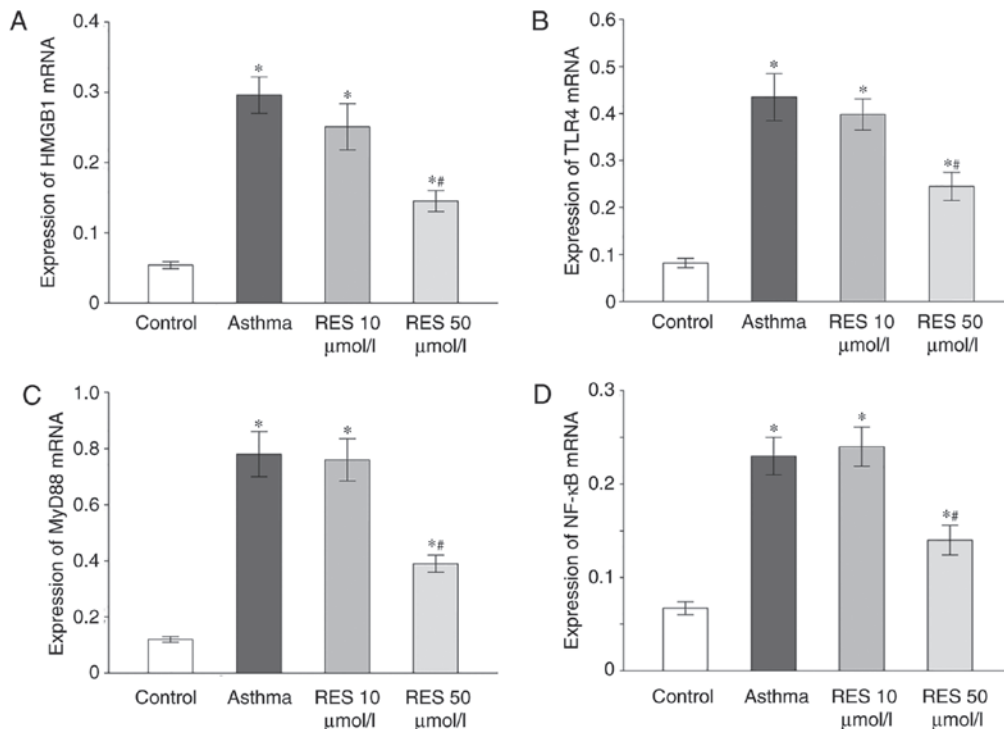 A
Expression of HMGB1 mRNA
0.4
0.3
0.2
0.1
0
*
*
*#
Control Asthma RES 10 RES 50
μmol/l μmol/l
B
Expression of TLR4 mRNA
0.6
0.5
0.4
0.3
0.2
0.1
0
*
*
*#
Control Asthma RES 10 RES 50
μmol/l μmol/l
C
Expression of MyD88 mRNA
1.0
0.8
0.6
0.4
0.2
0
*
*
*#
Control Asthma RES 10 RES 50
μmol/l μmol/l
D
Expression of NF-κB mRNA
0.3
0.2
0.1
0
*
*
*#
Control Asthma RES 10 RES 50
μmol/l μmol/l